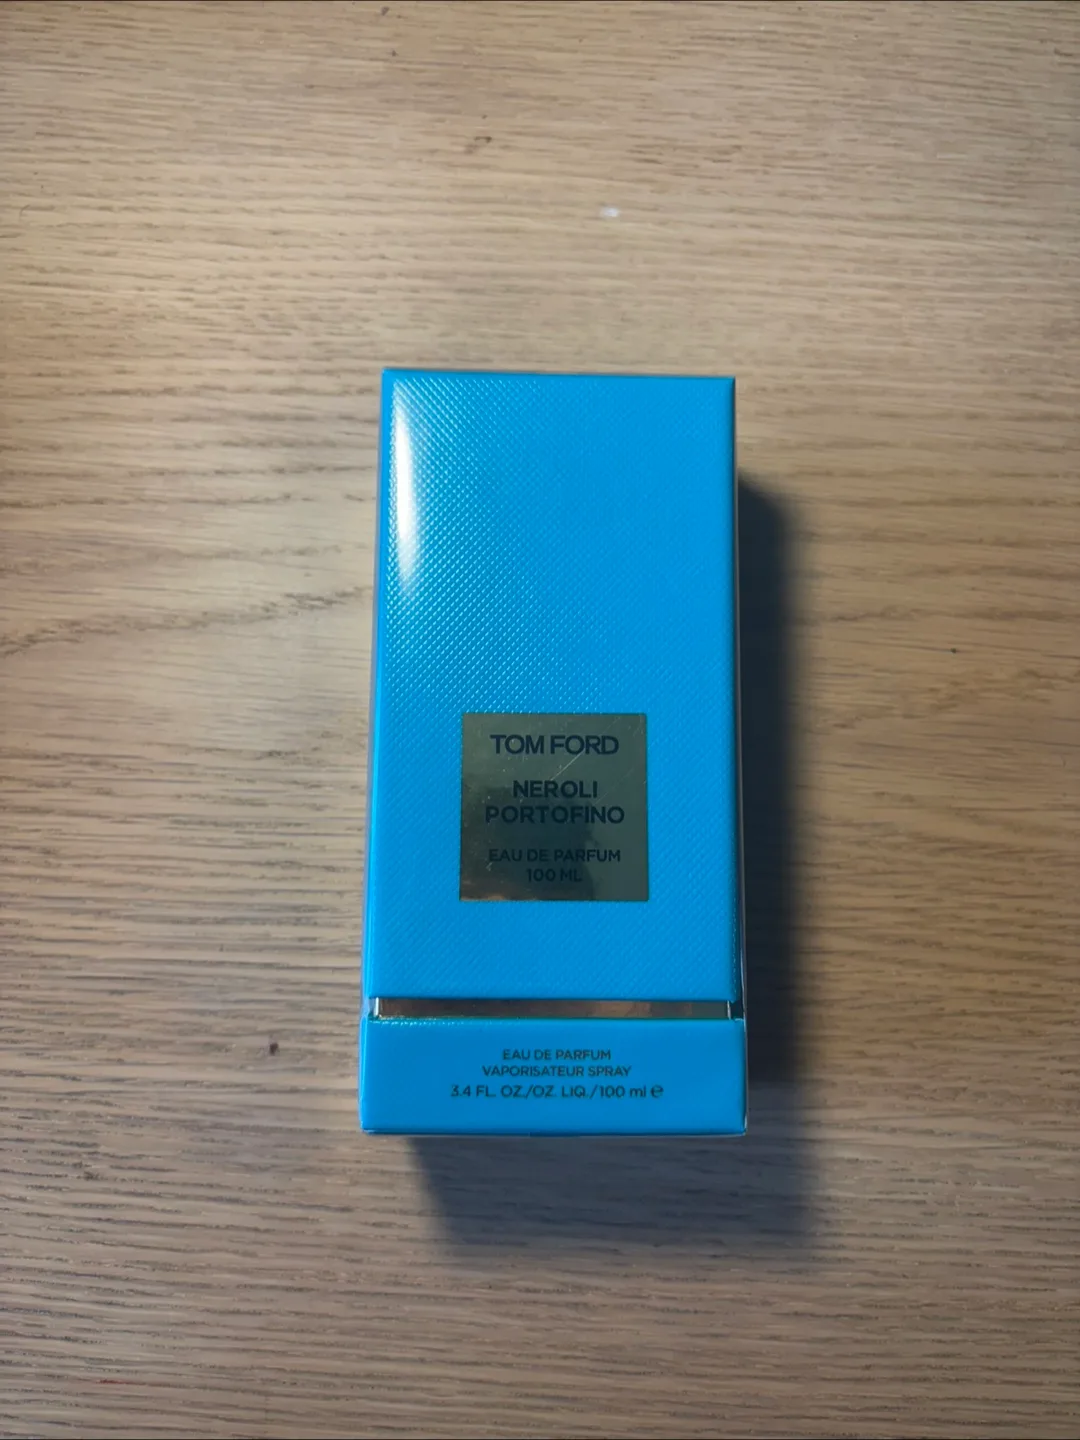 TOM FORD
NEROLI
PORTOFINO
EAU DE PARFUM
100 ML
EAU DE PARFUM
VAPORISATEUR SPRAY
3.4 FL. OZ./OZ. LIQ./100 ml ℮